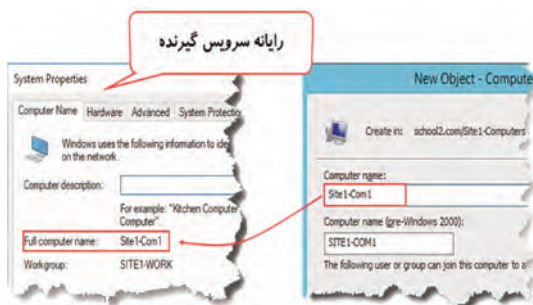 رایانه سرویس گیرنده
System Properties
Computer Name Hardware Advanced System Protection
Windows uses the following information to
on the network.
Computer description:
For example: "Kitchen Computer
Computer".
Full computer name: Site1-Com1
Workgroup: SITE1-WORK
New Object - Compute
Create in: school2.com/Site1-Computers
Computer name:
Site1-Com1
Computer name (pre-Windows 2000):
SITE1-COM1
The following user or group can join this computer to a